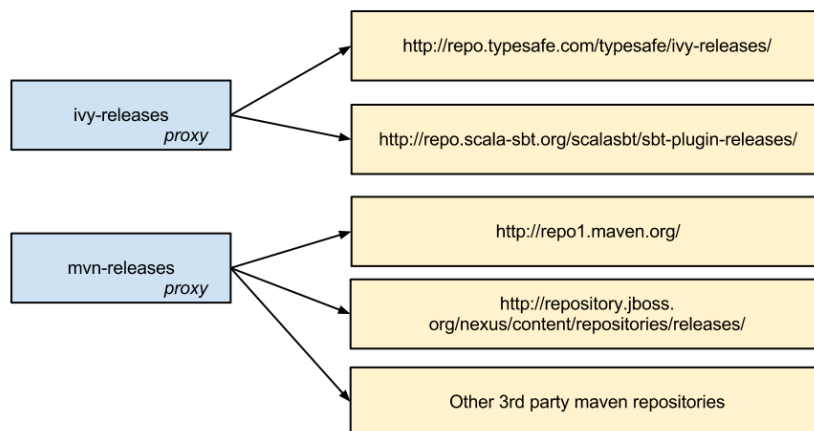 http://repo.typesafe.com/typesafe/ivy-releases/
ivy-releases
proxy
http://repo.scala-sbt.org/scalasbt/sbt-plugin-releases/
http://repo1.maven.org/
mvn-releases
proxy
http://repository.jboss.
org/nexus/content/repositories/releases/
Other 3rd party maven repositories